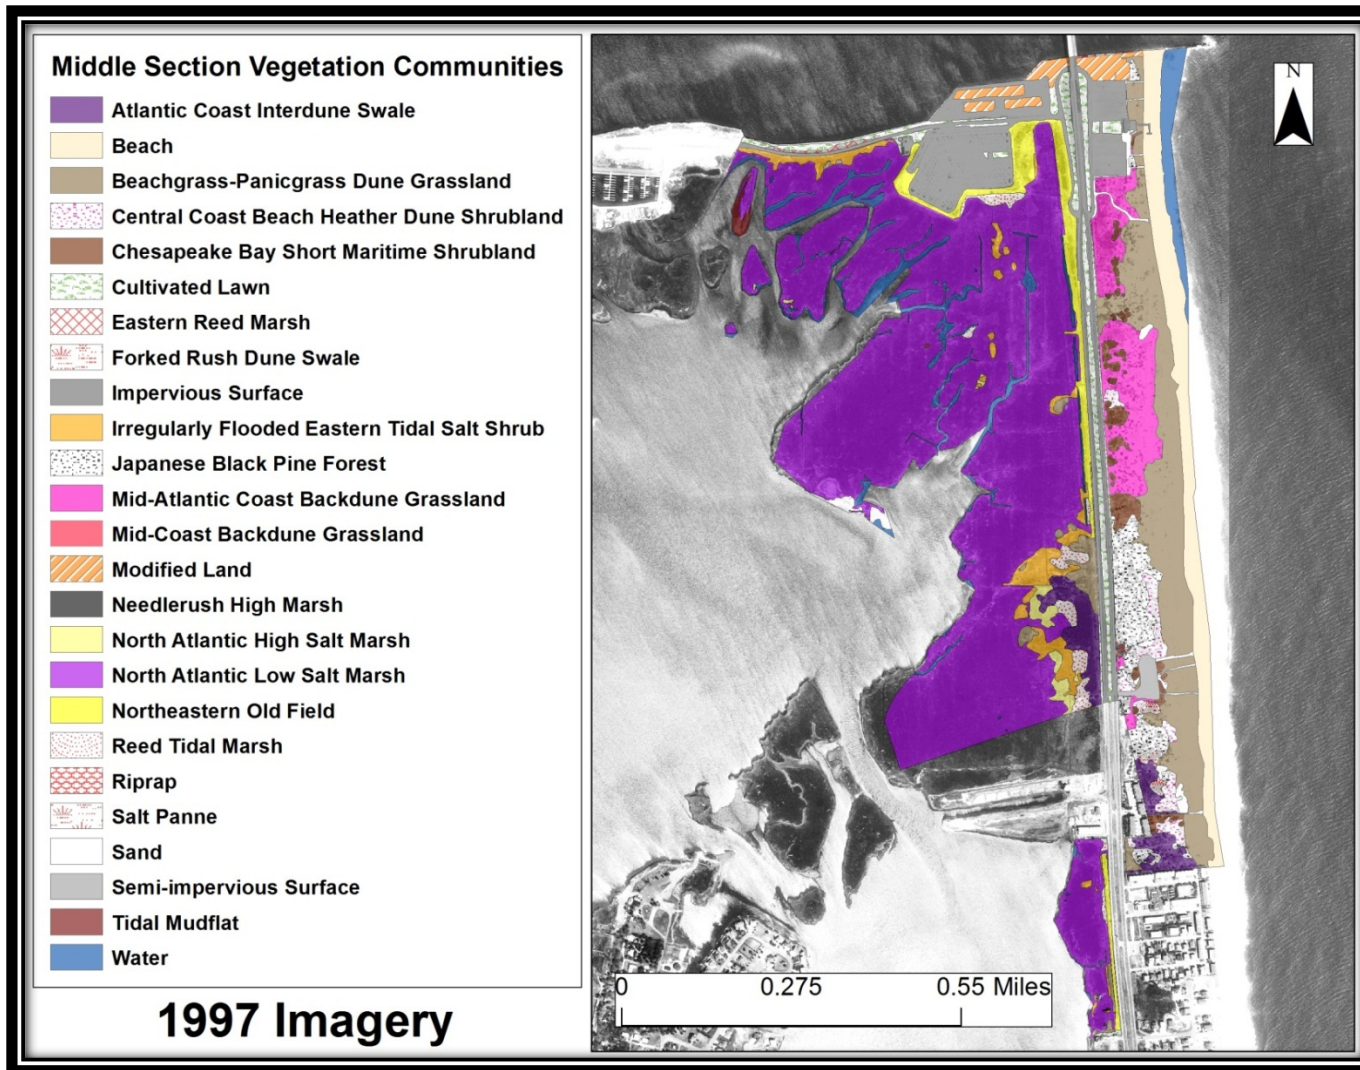 Middle Section Vegetation Communities
Atlantic Coast Interdune Swale
Beach
Beachgrass-Panicgrass Dune Grassland
Central Coast Beach Heather Dune Shrubland
Chesapeake Bay Short Maritime Shrubland
Cultivated Lawn
Eastern Reed Marsh
Forked Rush Dune Swale
Impervious Surface
Irregularly Flooded Eastern Tidal Salt Shrub
Japanese Black Pine Forest
Mid-Atlantic Coast Backdune Grassland
Mid-Coast Backdune Grassland
Modified Land
Needlerush High Marsh
North Atlantic High Salt Marsh
North Atlantic Low Salt Marsh
Northeastern Old Field
Reed Tidal Marsh
Riprap
Salt Panne
Sand
Semi-impervious Surface
Tidal Mudflat
Water
1997 Imagery
N
0 0.275 0.55 Miles